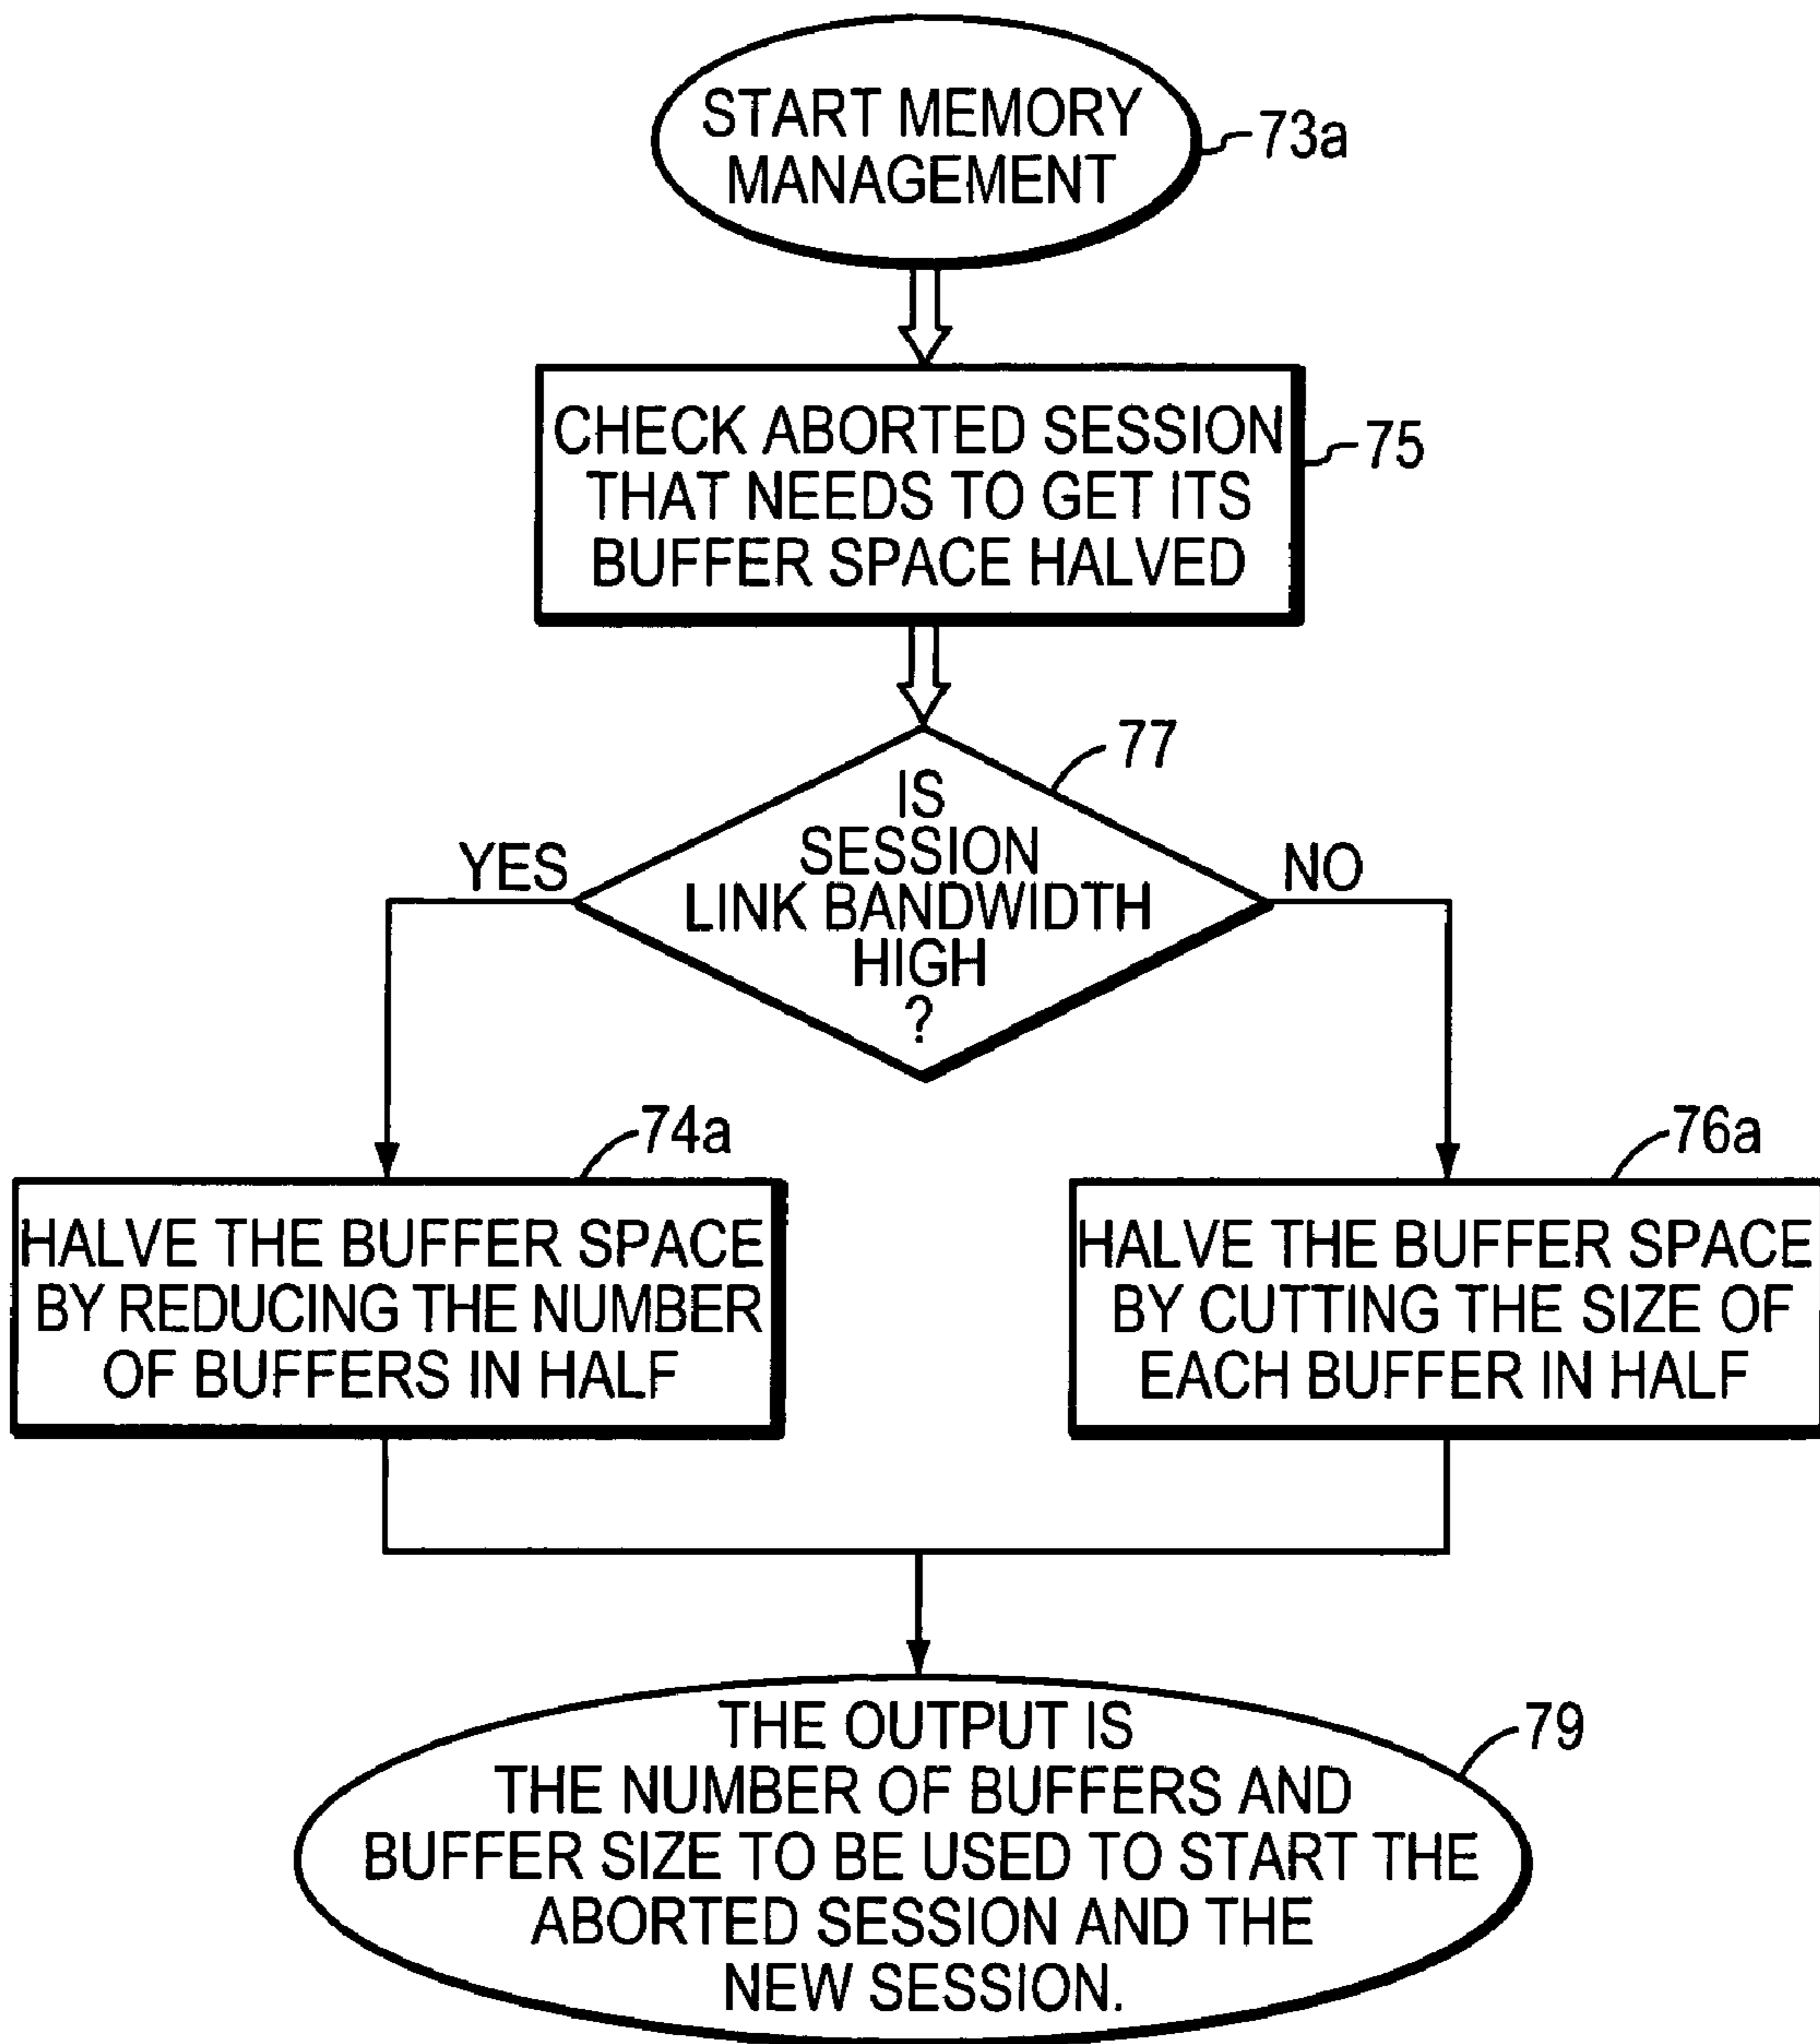 START MEMORY
MANAGEMENT
73a
CHECK ABORTED SESSION
THAT NEEDS TO GET ITS
BUFFER SPACE HALVED
75
77
IS
SESSION
LINK BANDWIDTH
HIGH
?
YES
NO
74a
76a
HALVE THE BUFFER SPACE
BY REDUCING THE NUMBER
OF BUFFERS IN HALF
HALVE THE BUFFER SPACE
BY CUTTING THE SIZE OF
EACH BUFFER IN HALF
THE OUTPUT IS
THE NUMBER OF BUFFERS AND
BUFFER SIZE TO BE USED TO START THE
ABORTED SESSION AND THE
NEW SESSION.
79